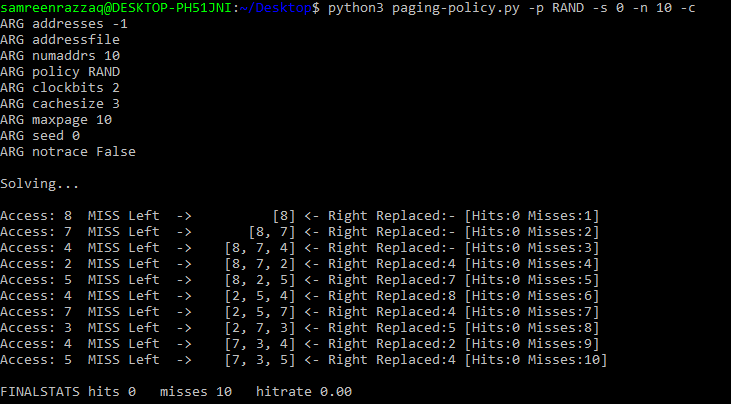 samreenrazzaq@DESKTOP-PH51JNI:~/Desktop$ python3 paging-policy.py -p RAND -s 0 -n 10 -c
ARG addresses -1
ARG addressfile
ARG numaddrs 10
ARG policy RAND
ARG clockbits 2
ARG cachesize 3
ARG maxpage 10
ARG seed 0
ARG notrace False
Solving...
Access: 8  MISS Left  ->          [8] <- Right Replaced:- [Hits:0 Misses:1]
Access: 7  MISS Left  ->       [8, 7] <- Right Replaced:- [Hits:0 Misses:2]
Access: 4  MISS Left  ->    [8, 7, 4] <- Right Replaced:- [Hits:0 Misses:3]
Access: 2  MISS Left  ->    [8, 7, 2] <- Right Replaced:4 [Hits:0 Misses:4]
Access: 5  MISS Left  ->    [8, 2, 5] <- Right Replaced:7 [Hits:0 Misses:5]
Access: 4  MISS Left  ->    [2, 5, 4] <- Right Replaced:8 [Hits:0 Misses:6]
Access: 7  MISS Left  ->    [2, 5, 7] <- Right Replaced:4 [Hits:0 Misses:7]
Access: 3  MISS Left  ->    [2, 7, 3] <- Right Replaced:5 [Hits:0 Misses:8]
Access: 4  MISS Left  ->    [7, 3, 4] <- Right Replaced:2 [Hits:0 Misses:9]
Access: 5  MISS Left  ->    [7, 3, 5] <- Right Replaced:4 [Hits:0 Misses:10]
FINALSTATS hits 0   misses 10   hitrate 0.00